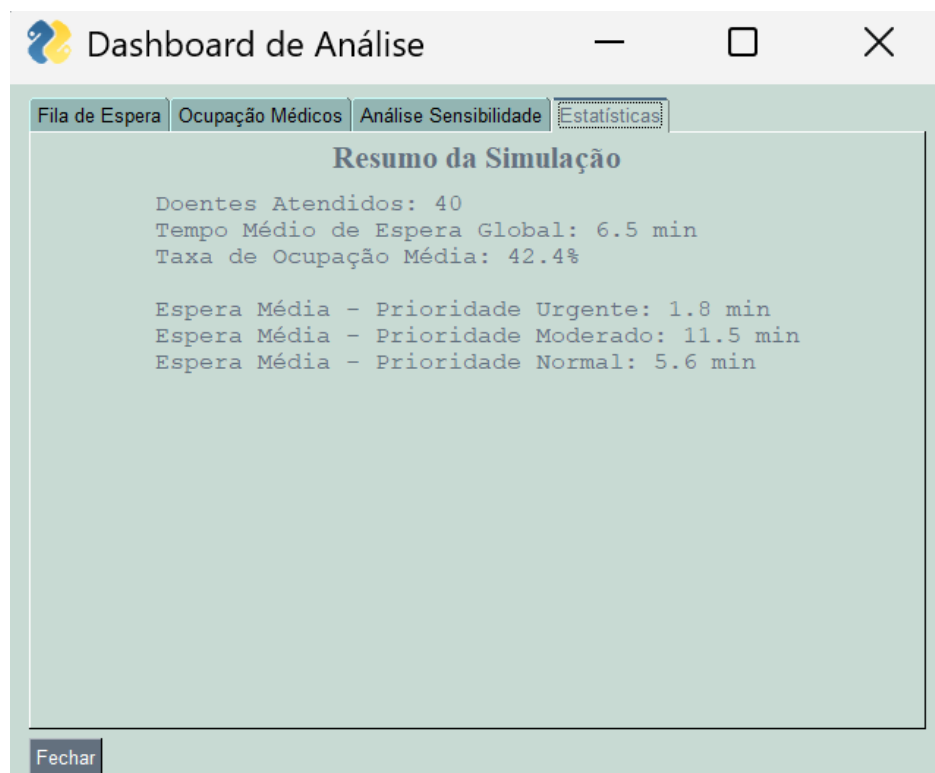 Dashboard de Análise
Fila de Espera Ocupação Médicos Análise Sensibilidade Estatísticas
Resumo da Simulação
Doentes Atendidos: 40
Tempo Médio de Espera Global: 6.5 min
Taxa de Ocupação Média: 42.4%
Espera Média - Prioridade Urgente: 1.8 min
Espera Média - Prioridade Moderado: 11.5 min
Espera Média - Prioridade Normal: 5.6 min
Fechar